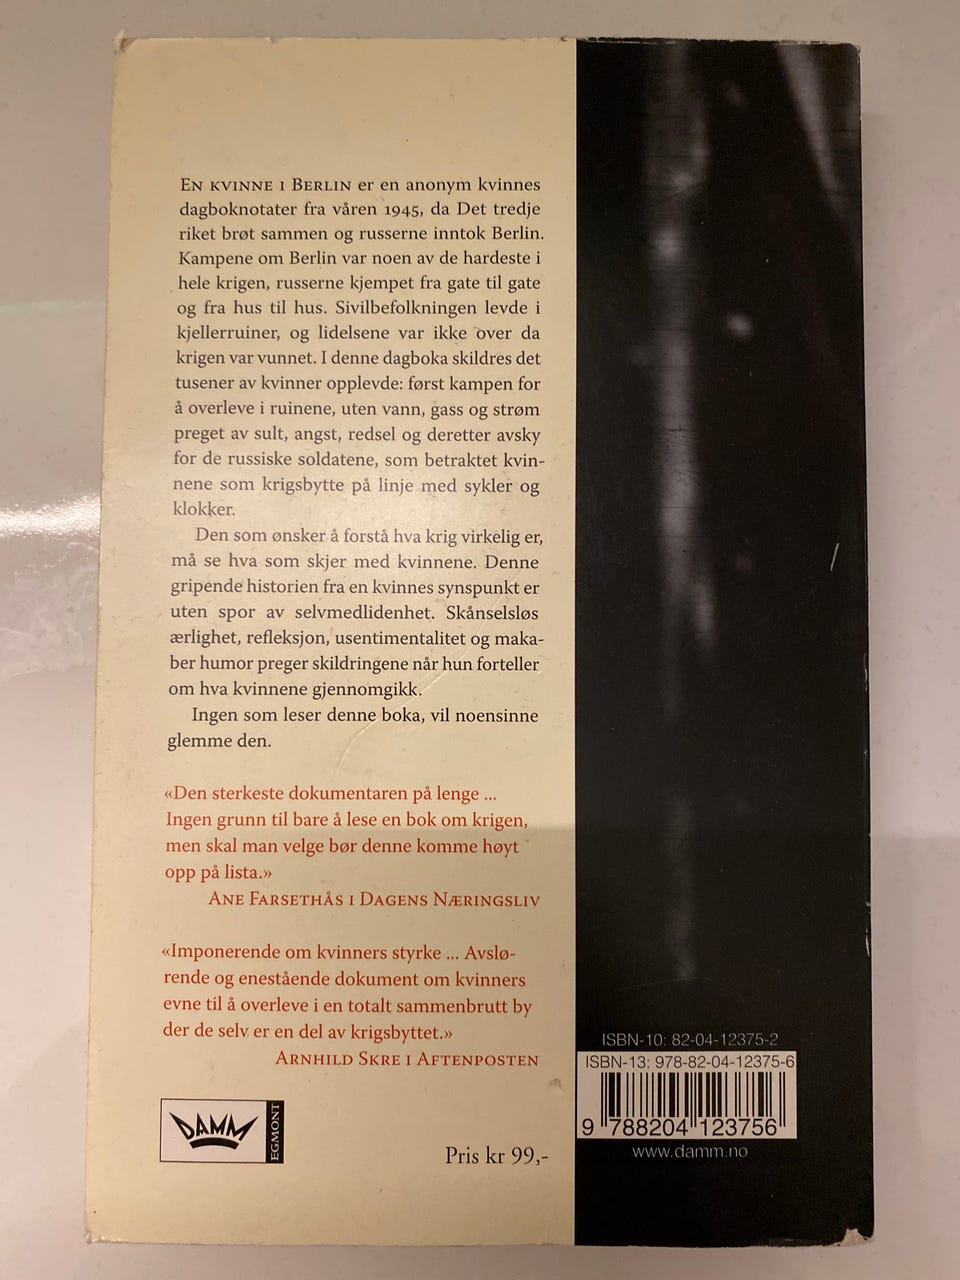 EN KVINNE I BERLIN er en anonym kvinnes
dagboknotater fra våren 1945, da Det tredje
riket brøt sammen og russerne inntok Berlin.
Kampene om Berlin var noen av de hardeste i
hele krigen, russerne kjempet fra gate til gate
og fra hus til hus. Sivilbefolkningen levde i
kjellerruiner, og lidelsene var ikke over da
krigen var vunnet. I denne dagboka skildres det
tusener av kvinner opplevde: først kampen for
å overleve i ruinene, uten vann, gass og strøm
preget av sult, angst, redsel og deretter avsky
for de russiske soldatene, som betraktet kvin-
nene som krigsbytte på linje med sykler og
klokker.
Den som ønsker å forstå hva krig virkelig er,
må se hva som skjer med kvinnene. Denne
gripende historien fra en kvinnes synspunkt er
uten spor av selvmedlidenhet. Skånselsløs
ærlighet, refleksjon, usentimentalitet og maka-
ber humor preger skildringene når hun forteller
om hva kvinnene gjennomgikk.
Ingen som leser denne boka, vil noensinne
glemme den.
«Den sterkeste dokumentaren på lenge ...
Ingen grunn til bare å lese en bok om krigen,
men skal man velge bør denne komme høyt
opp på lista.»
ANE FARSETHÅS I DAGENS NÆRINGSLIV
«Imponerende om kvinners styrke ... Avslø-
rende og enestående dokument om kvinners
evne til å overleve i en totalt sammenbrutt by
der de selv er en del av krigsbyttet.»
ARNHILD SKRE I AFTENPOSTEN
DAMM
EGMONT
Pris kr 99,-
ISBN-10: 82-04-12375-2
ISBN-13: 978-82-04-12375-6
9 788204 123756
www.damm.no